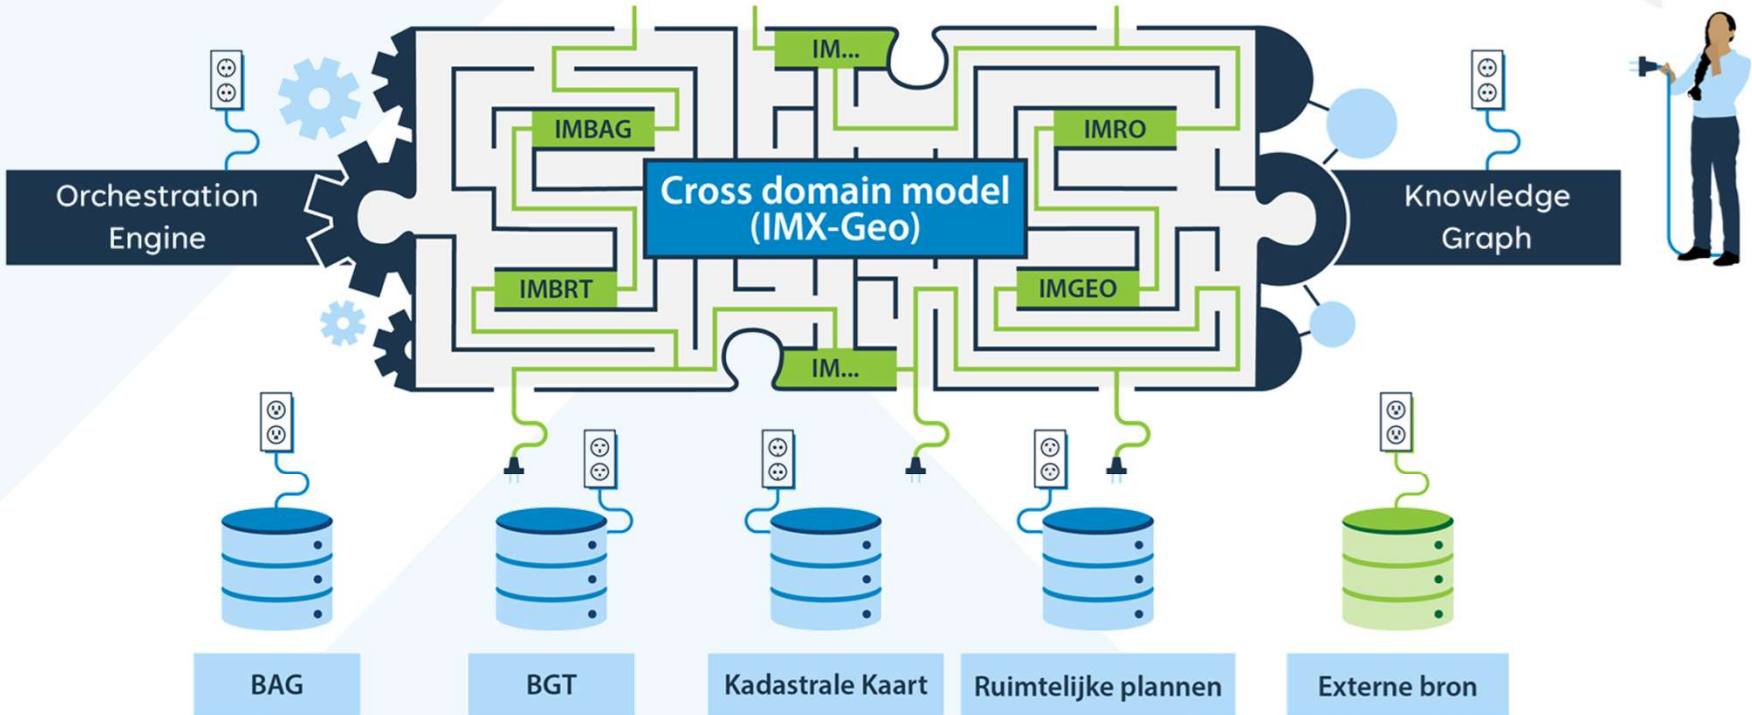 IM...
IMBAG
IMRO
Orchestration
Engine
Cross domain model
(IMX-Geo)
Knowledge
Graph
IMBRT
IMGEO
IM...
BAG
BGT
Kadastrale Kaart
Ruimtelijke plannen
Externe bron